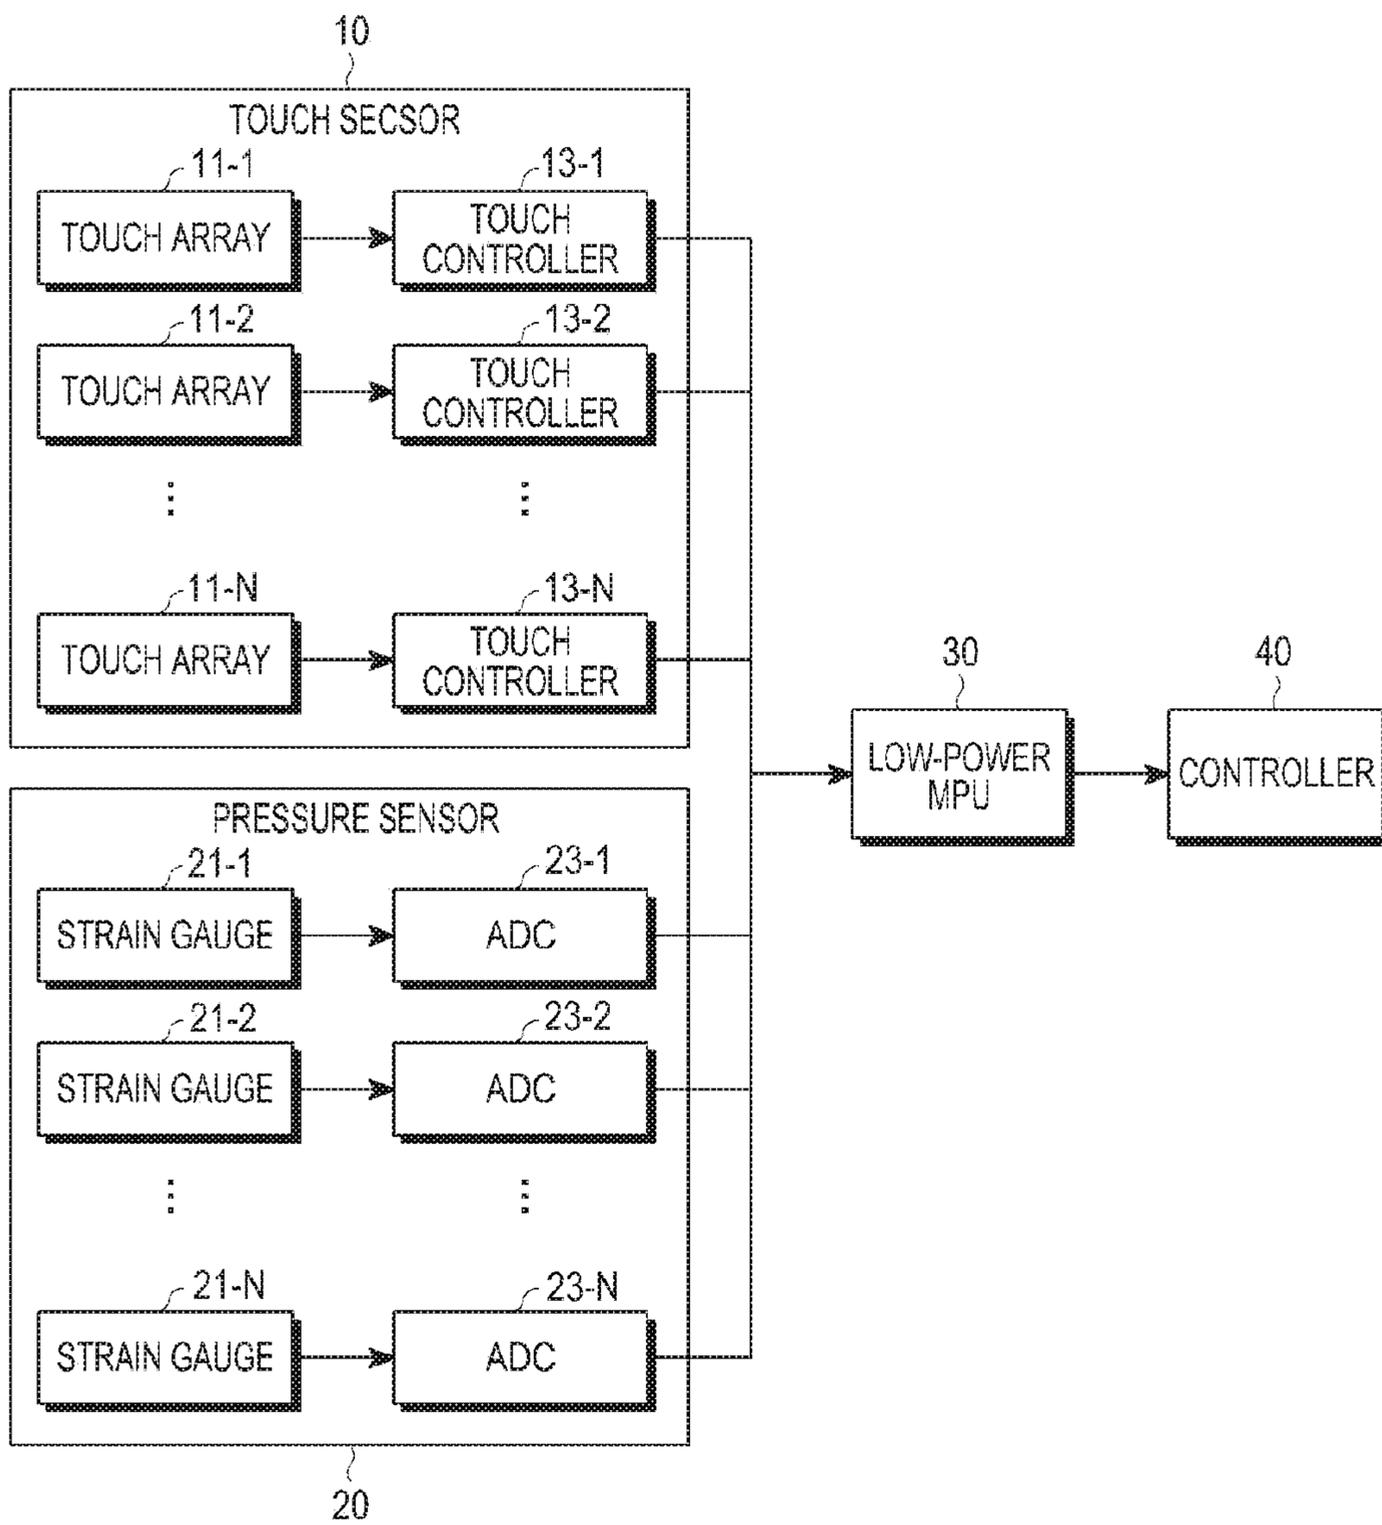 10
TOUCH SECSOR
11-1
13-1
TOUCH ARRAY
TOUCH
CONTROLLER
11-2
13-2
TOUCH ARRAY
TOUCH
CONTROLLER
11-N
13-N
TOUCH ARRAY
TOUCH
CONTROLLER
30
40
LOW-POWER
MPU
CONTROLLER
PRESSURE SENSOR
21-1
23-1
STRAIN GAUGE
ADC
21-2
23-2
STRAIN GAUGE
ADC
21-N
23-N
STRAIN GAUGE
ADC
20